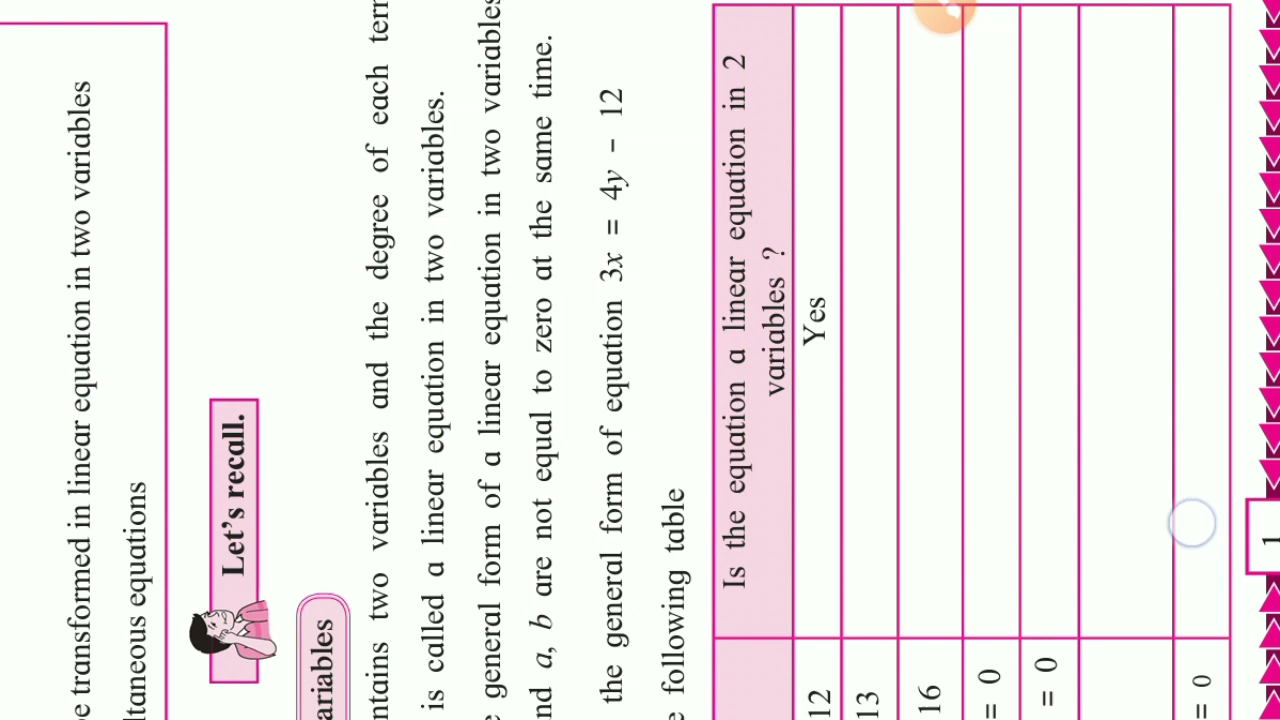 be transformed in linear equation in two variables
ltaneous equations
Let's recall.
ariables
ntains two variables and the degree of each term
is called a linear equation in two variables.
general form of a linear equation in two variables
nd a, b are not equal to zero at the same time.
the general form of equation 3x = 4y − 12
following table
Is the equation a linear equation in 2
variables ?
12 Yes
13
16
= 0
= 0
= 0
1